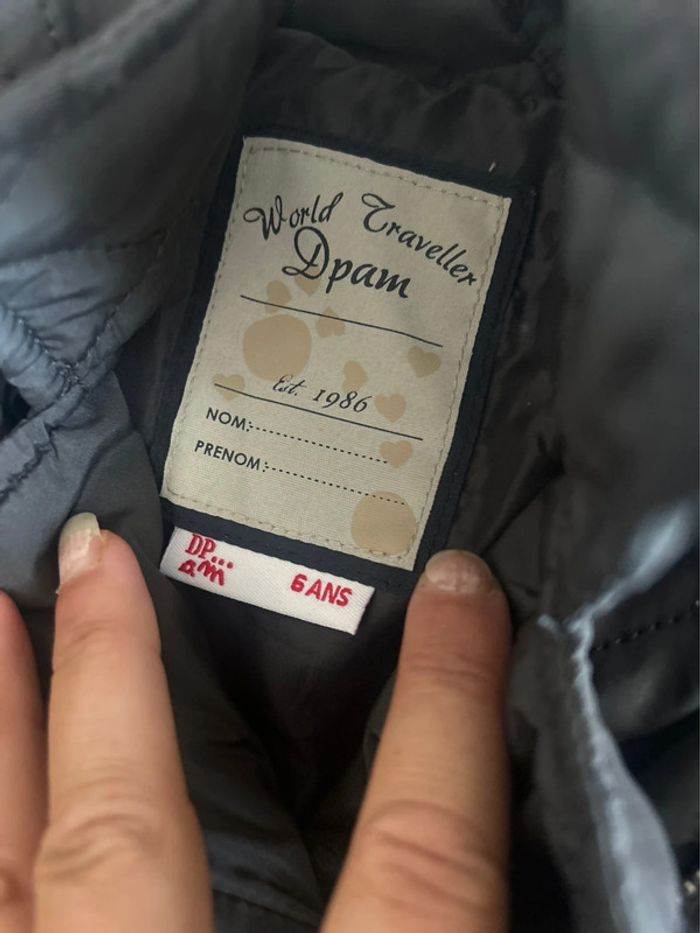 World Traveller
Dpam
Est. 1986
NOM:
PRENOM:
DP...
am 6 ANS